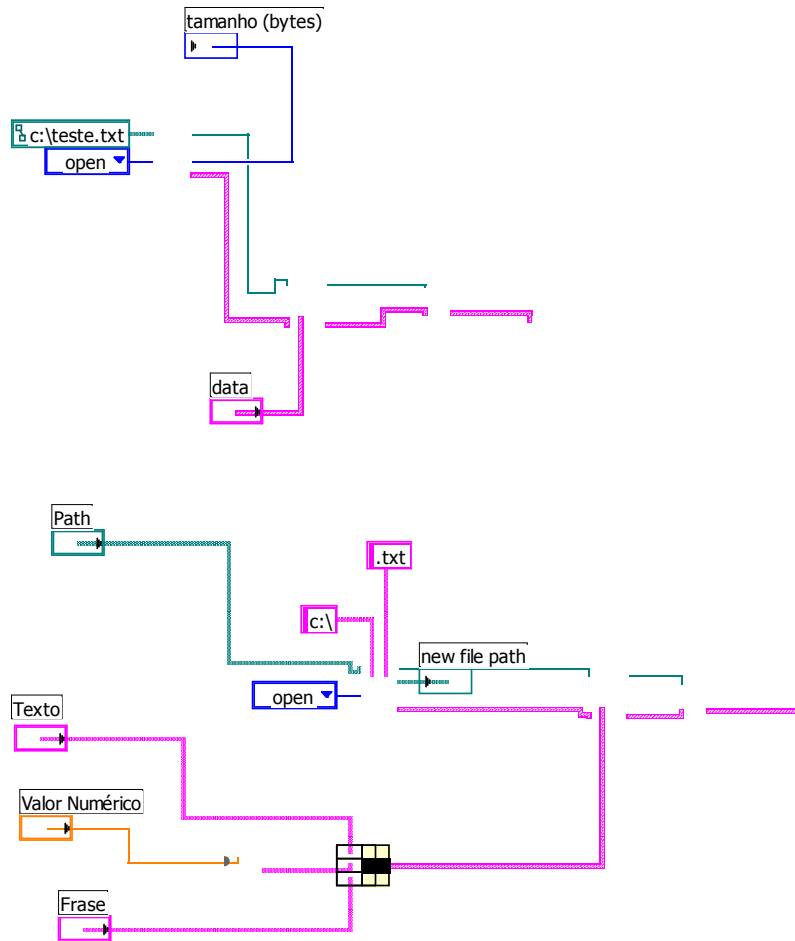 tamanho (bytes)
c:\teste.txt
open
data
Path
.txt
c:\
new file path
open
Texto
Valor Numérico
Frase